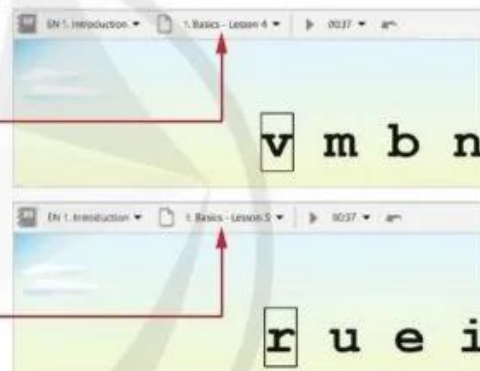 EN 1. Introduction 1. Basics - Lesson 4 00:37
v m b n
EN 1. Introduction 1. Basics - Lesson 5 00:37
r u e i